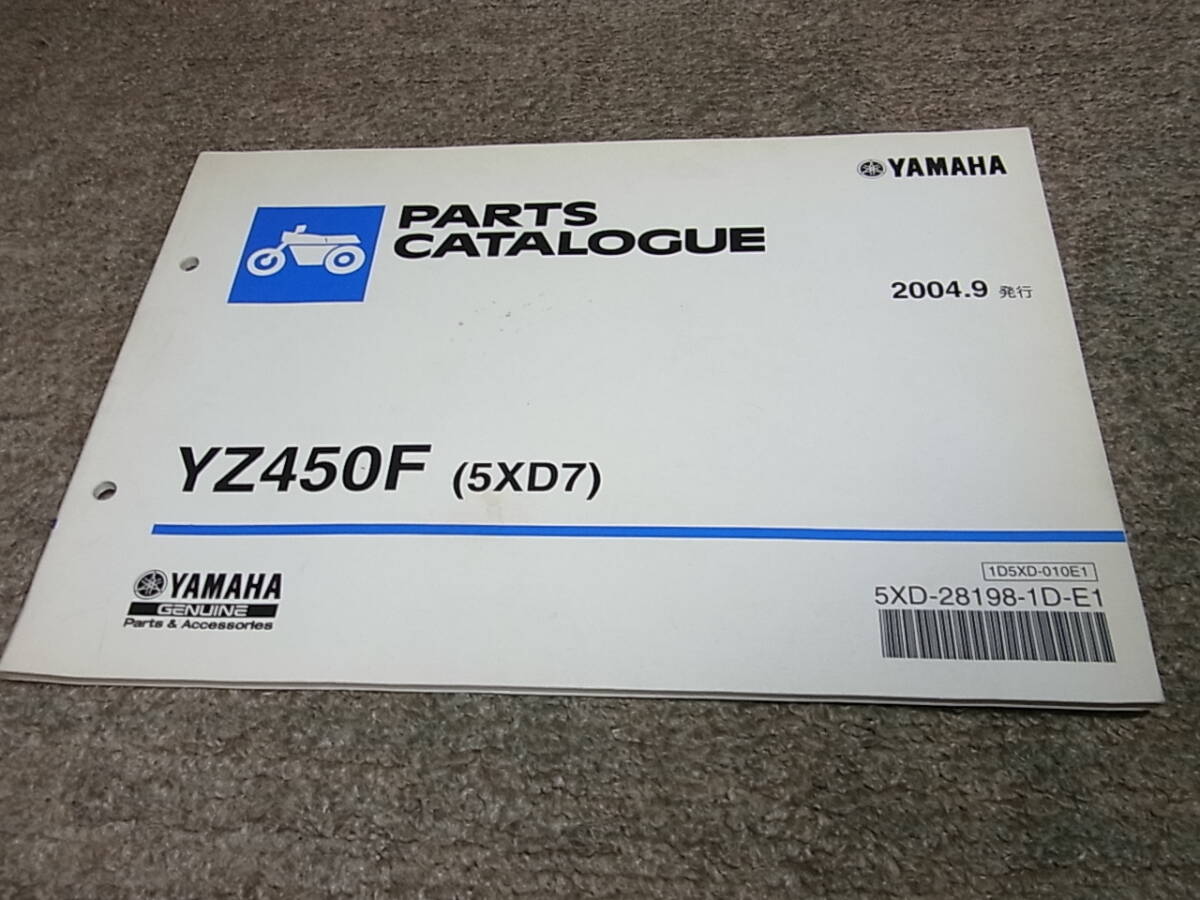 YAMAHA
PARTS
CATALOGUE
2004.9 発行
YZ450F (5XD7)
YAMAHA
GENUINE
Parts & Accessories
1D5XD-010E1
5XD-28198-1D-E1